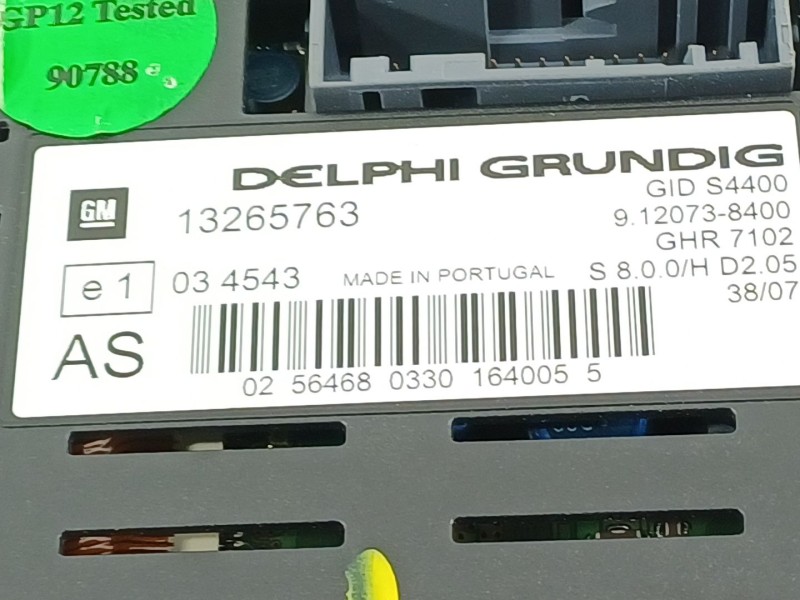 GP12 Tested
90788
DELPHI GRUNDIG
GM
13265763
GID S4400
9.12073-8400
GHR 7102
e 1
03 4543
MADE IN PORTUGAL
S 8.0.0/H D2.05
38/07
AS
02 56468 0330 164005 5